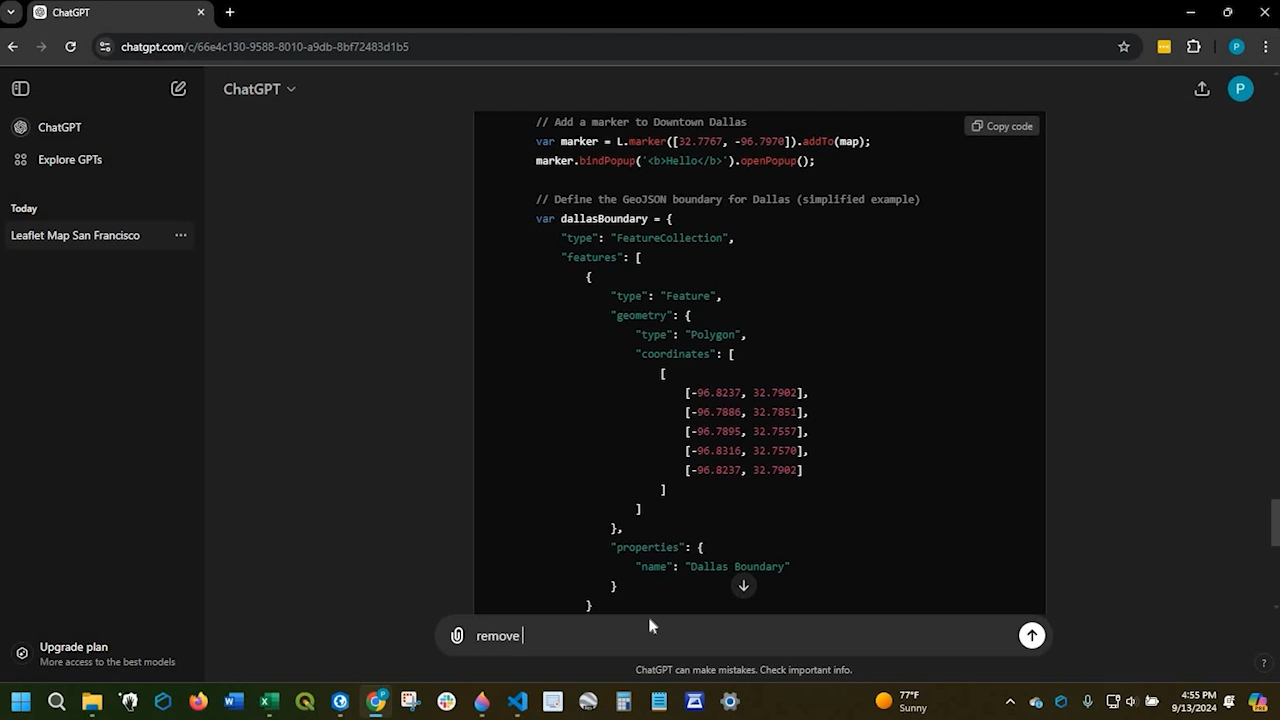 ChatGPT
chatgpt.com/c/66e4c130-9588-8010-a9db-8bf72483d1b5
P
ChatGPT
P
ChatGPT
Explore GPTs
Today
Leaflet Map San Francisco
Copy code
// Add a marker to Downtown Dallas
var marker = L.marker([32.7767, -96.7970]).addTo(map);
marker.bindPopup('<b>Hello</b>').openPopup();
// Define the GeoJSON boundary for Dallas (simplified example)
var dallasBoundary = {
"type": "FeatureCollection",
"features": [
{
"type": "Feature",
"geometry": {
"type": "Polygon",
"coordinates": [
[
[-96.8237, 32.7902],
[-96.7886, 32.7851],
[-96.7895, 32.7557],
[-96.8316, 32.7570],
[-96.8237, 32.7902]
]
]
},
"properties": {
"name": "Dallas Boundary"
}
}
remove
Upgrade plan
More access to the best models
ChatGPT can make mistakes. Check important info.
?
77°F
Sunny
4:55 PM
9/13/2024